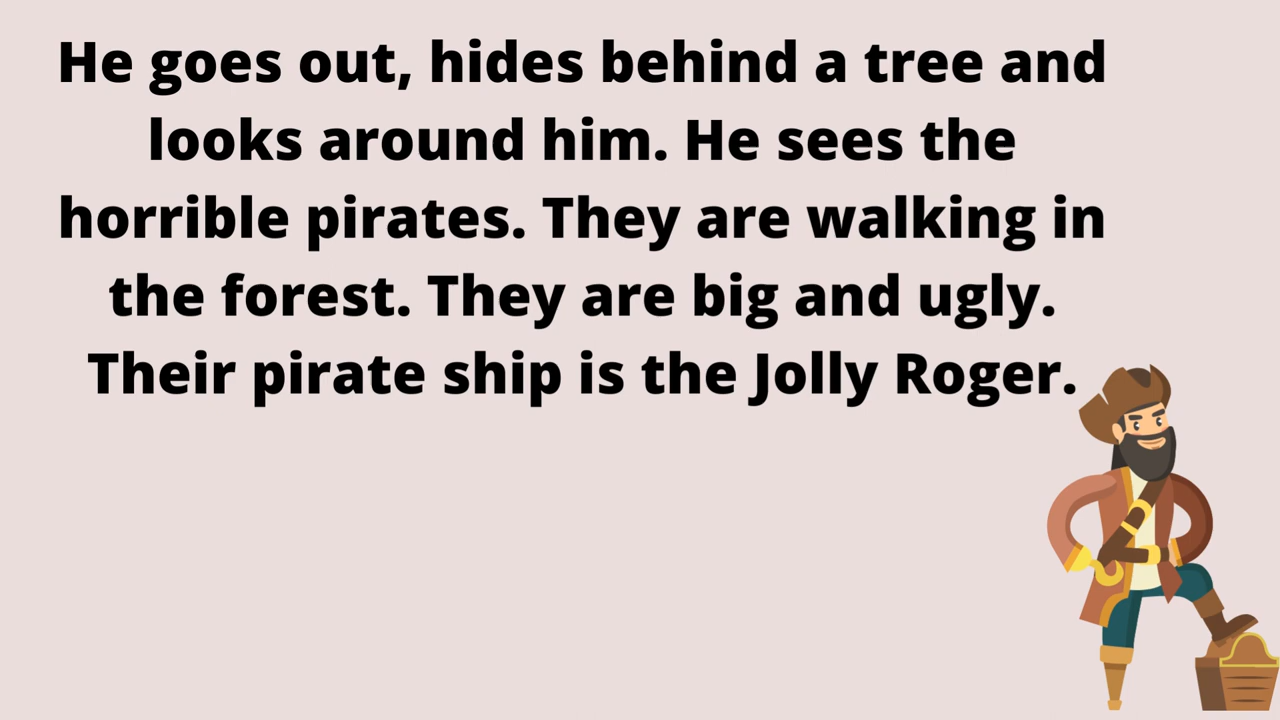 He goes out, hides behind a tree and
looks around him. He sees the
horrible pirates. They are walking in
the forest. They are big and ugly.
Their pirate ship is the Jolly Roger.